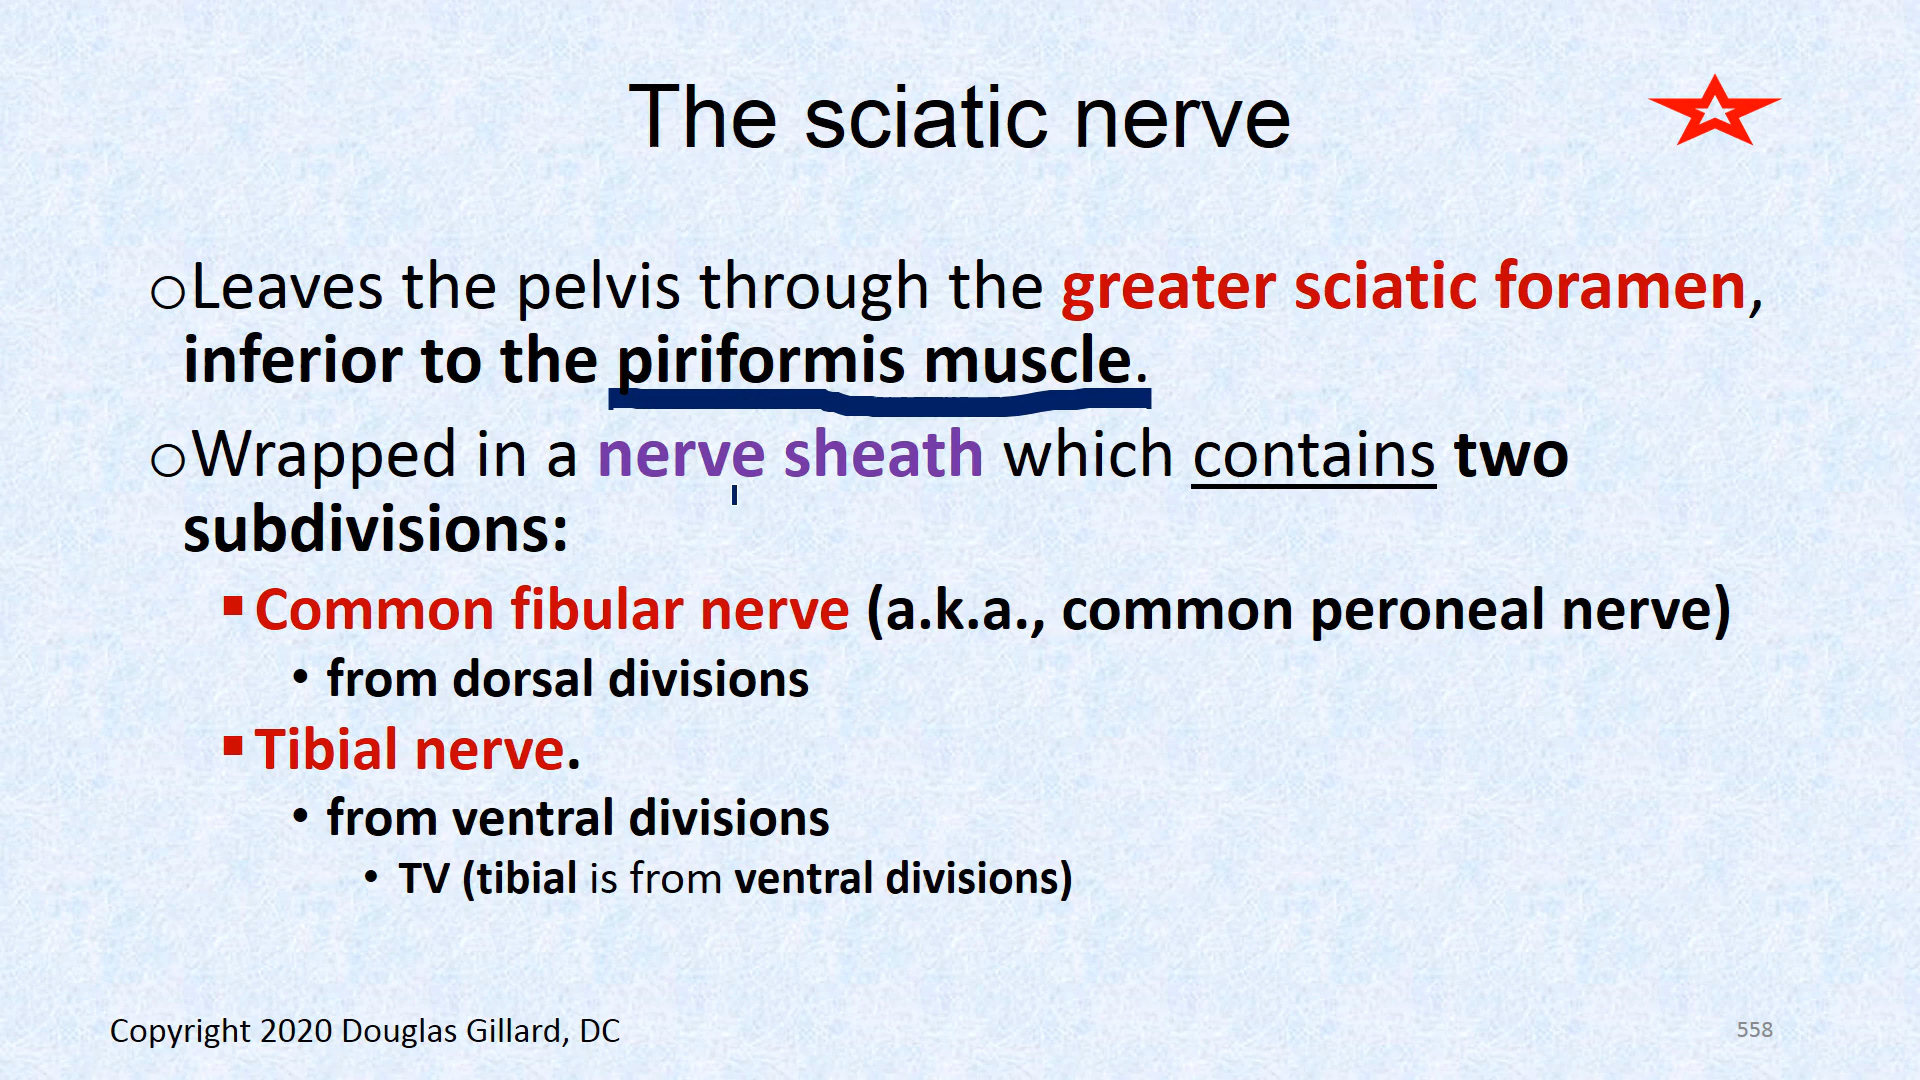 The sciatic nerve
○Leaves the pelvis through the greater sciatic foramen,
inferior to the piriformis muscle.
○Wrapped in a nerve sheath which contains two
subdivisions:
▪Common fibular nerve (a.k.a., common peroneal nerve)
• from dorsal divisions
▪Tibial nerve.
• from ventral divisions
• TV (tibial is from ventral divisions)
Copyright 2020 Douglas Gillard, DC
558